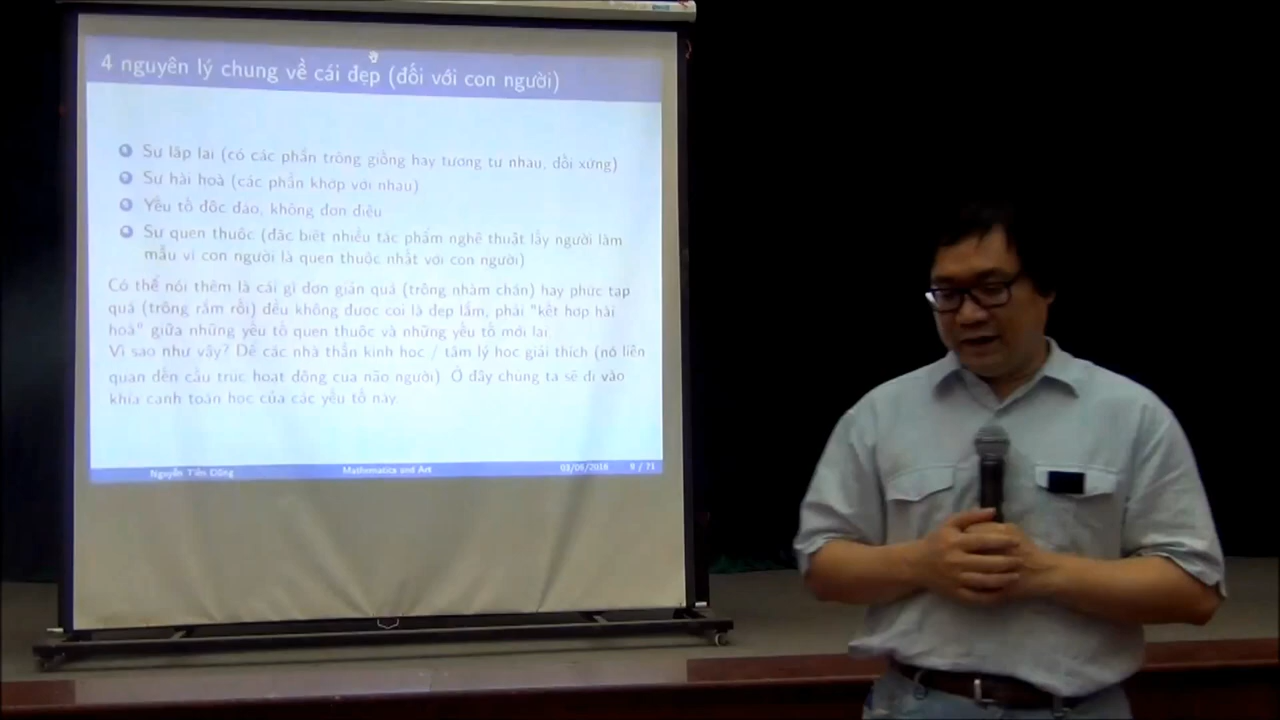 4 nguyên lý chung về cái đẹp (đối với con người)
Sự lặp lại (có các phần trông giống hay tương tự nhau, đối xứng)
Sự hài hoà (các phần khớp với nhau)
Yếu tố độc đáo, không đơn điệu
Sự quen thuộc (đặc biệt nhiều tác phẩm nghệ thuật lấy người làm
mẫu vì con người là quen thuộc nhất với con người)
Có thể nói thêm là cái gì đơn giản quá (trông nhàm chán) hay phức tạp
quá (trông rắm rối) đều không được coi là đẹp lắm, phải "kết hợp hài
hoà" giữa những yếu tố quen thuộc và những yếu tố mới lạ.
Vì sao như vậy? Để các nhà thần kinh học / tâm lý học giải thích (nó liên
quan đến cấu trúc hoạt động của não người) Ở đây chúng ta sẽ đi vào
khía cạnh toán học của các yếu tố này.
Nguyễn Tiến Dũng Mathematics and Art 03/09/2016 9 / 71